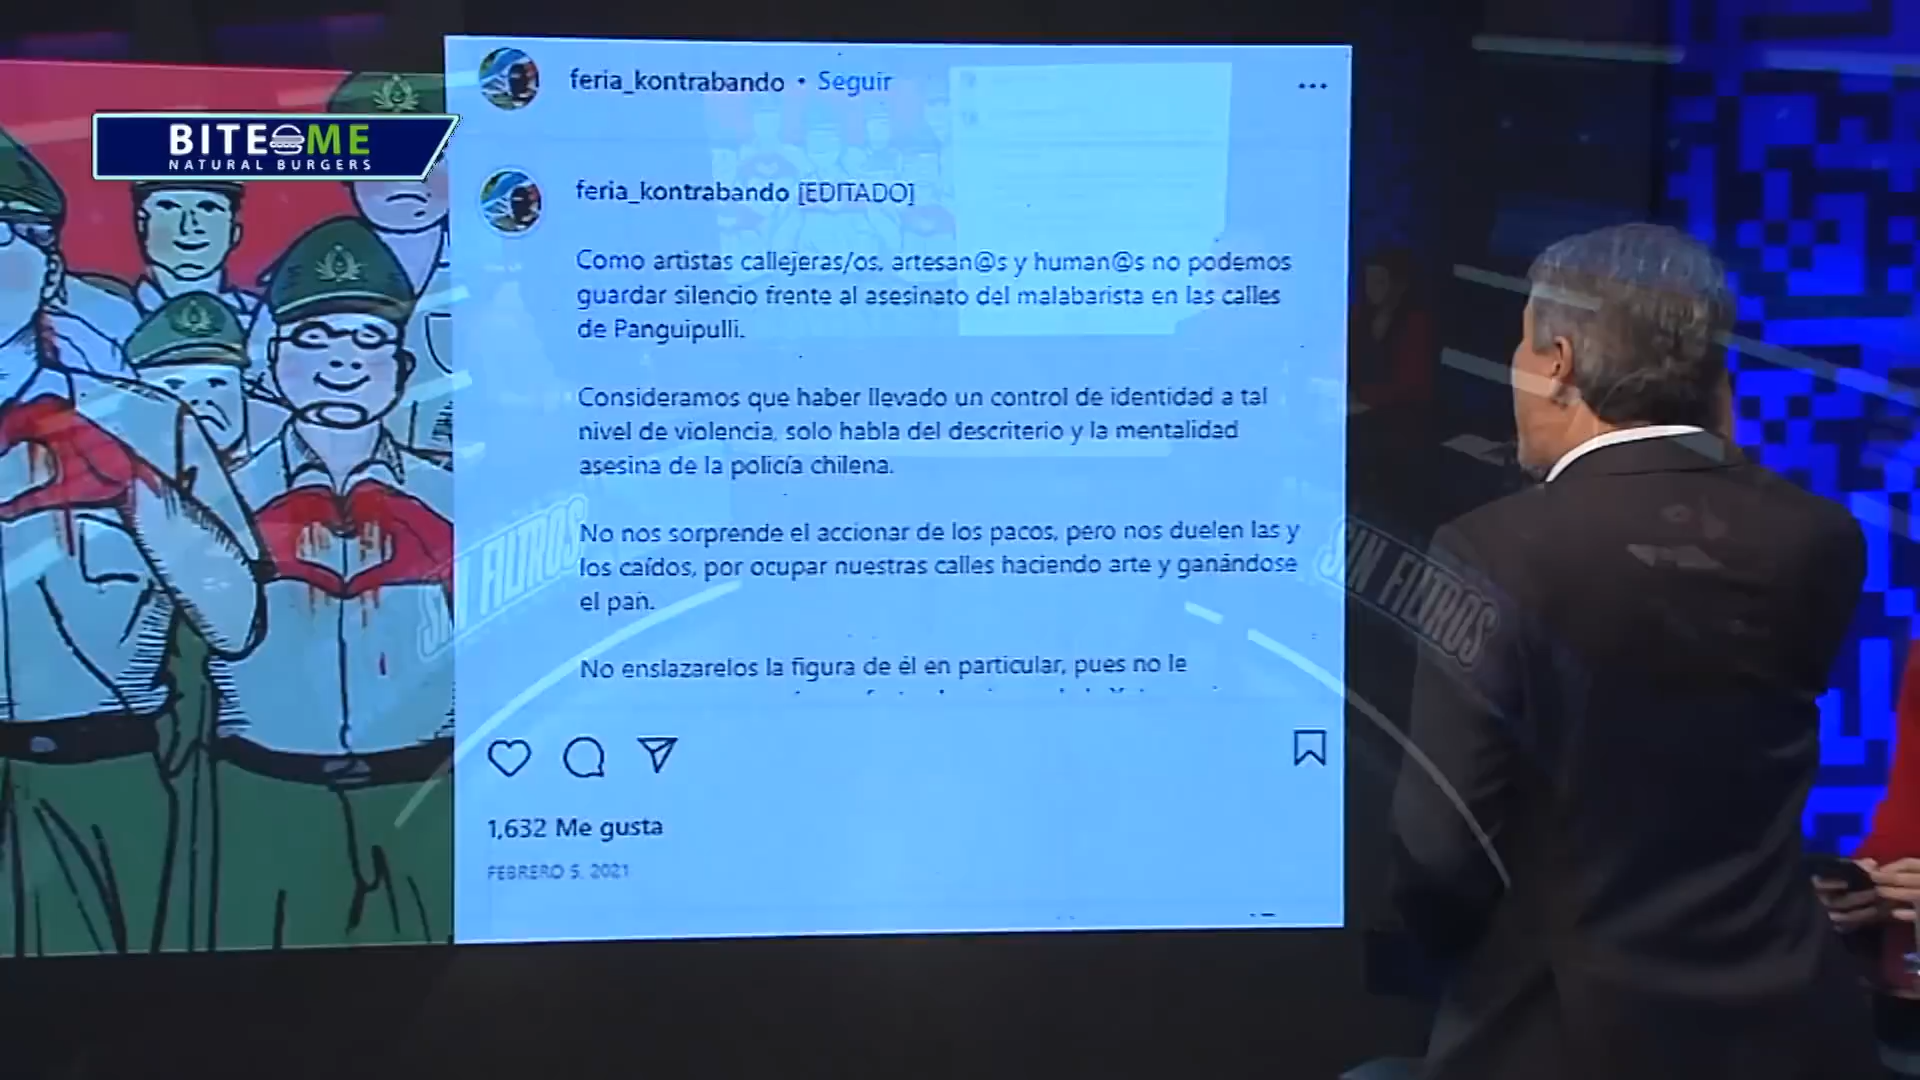 BITE ME
NATURAL BURGERS
feria_kontrabando • Seguir
feria_kontrabando [EDITADO]
Como artistas callejeras/os, artesan@s y human@s no podemos
guardar silencio frente al asesinato del malabarista en las calles
de Panguipulli.
Consideramos que haber llevado un control de identidad a tal
nivel de violencia, solo habla del descriterio y la mentalidad
asesina de la policía chilena.
No nos sorprende el accionar de los pacos, pero nos duelen las y
los caídos, por ocupar nuestras calles haciendo arte y ganándose
el pan.
No enslazarelos la figura de él en particular, pues no le
1,632 Me gusta
FEBRERO 5, 2021
SIN FILTROS
SIN FILTROS